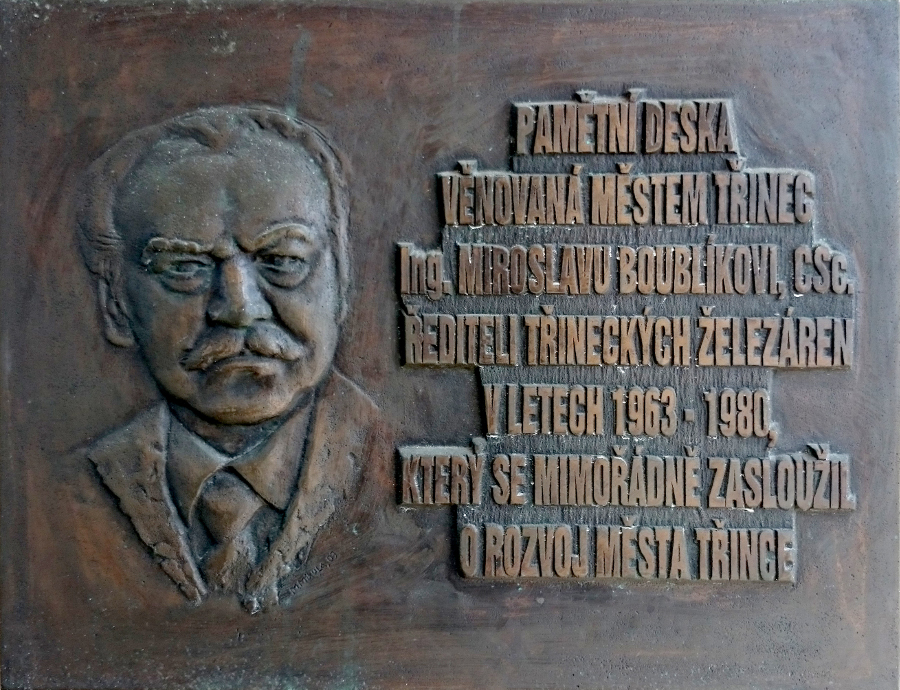 PAMĚTNÍ DESKA
VĚNOVANÁ MĚSTEM TŘINEC
Ing. MIROSLAVU BOUBLÍKOVI, CSc.
ŘEDITELI TŘINECKÝCH ŽELEZÁREN
V LETECH 1963 - 1980,
KTERÝ SE MIMOŘÁDNĚ ZASLOUŽIL
O ROZVOJ MĚSTA TŘINCE